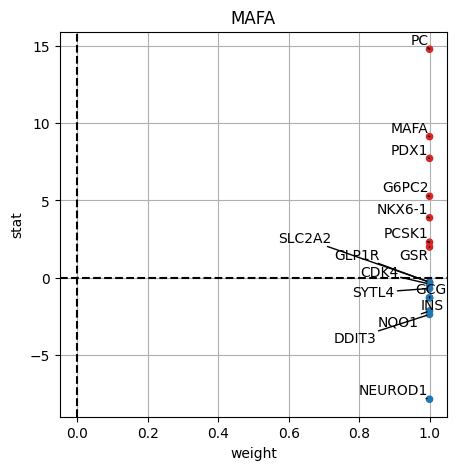 MAFA
PC
15
MAFA
10
PDX1
G6PC2
5
NKX6-1
PCSK1
SLC2A2
GLP1R
GSR
stat
0
CDK4
SYTL4
GCG
INS
NQO1
DDIT3
−5
NEUROD1
0.0 0.2 0.4 0.6 0.8 1.0
weight